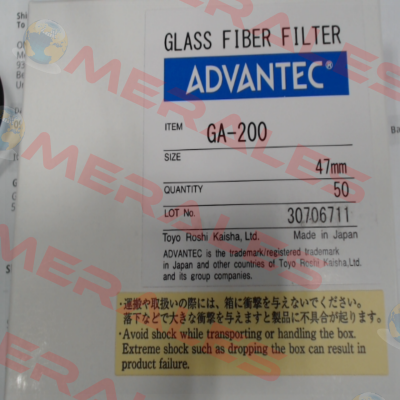 GLASS FIBER FILTER
ADVANTEC®
ITEM GA-200
SIZE 47mm
QUANTITY 50
LOT No. 30706711
Toyo Roshi Kaisha, Ltd. Made in Japan
ADVANTEC is the trademark/registered trademark
in Japan and other countries of Toyo Roshi Kaisha,Ltd.
and its group companies.
・運搬や取扱いの際には、箱に衝撃を与えないでください。
落下などで大きな衝撃を与えますと製品に不具合が起ります。
・Avoid shock while transporting or handling the box.
Extreme shock such as dropping the box can result in
product failure.
MERALES
MERALES
MERALES